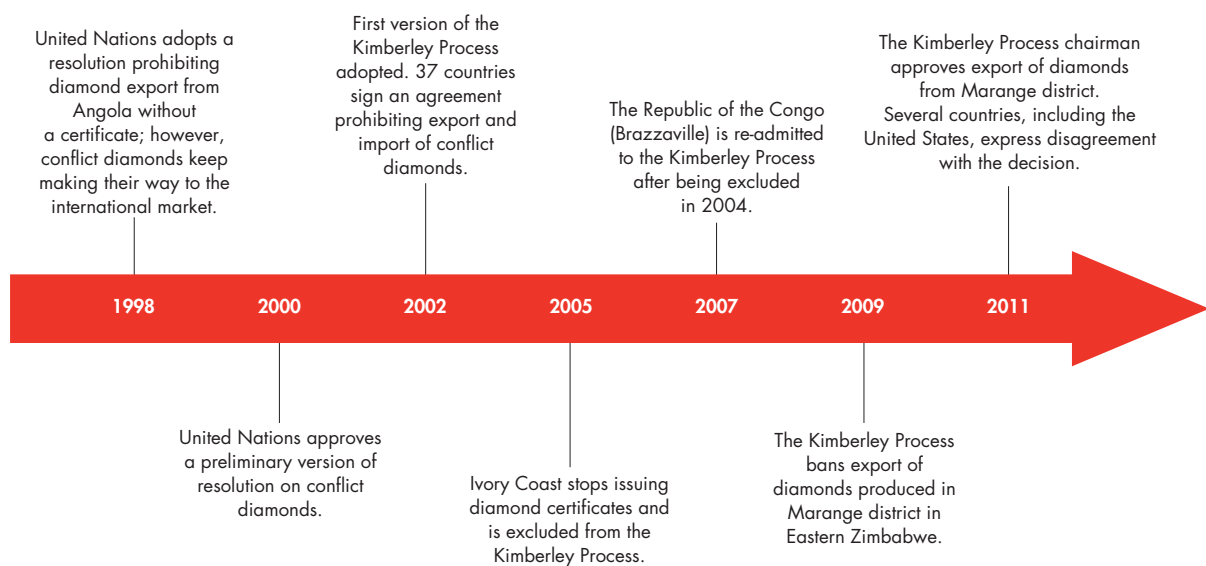 United Nations adopts a
resolution prohibiting
diamond export from
Angola without
a certificate; however,
conflict diamonds keep
making their way to the
international market.
First version of the
Kimberley Process
adopted. 37 countries
sign an agreement
prohibiting export and
import of conflict
diamonds.
The Republic of the Congo
(Brazzaville) is re-admitted
to the Kimberley Process
after being excluded
in 2004.
The Kimberley Process chairman
approves export of diamonds
from Marange district.
Several countries, including the
United States, express disagreement
with the decision.
1998 2000 2002 2005 2007 2009 2011
United Nations approves
a preliminary version of
resolution on conflict
diamonds.
Ivory Coast stops issuing
diamond certificates and
is excluded from the
Kimberley Process.
The Kimberley Process
bans export of
diamonds produced in
Marange district in
Eastern Zimbabwe.